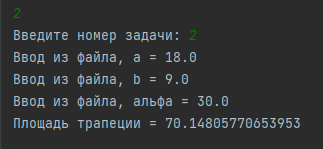 2
Введите номер задачи: 2
Ввод из файла, a = 18.0
Ввод из файла, b = 9.0
Ввод из файла, альфа = 30.0
Площадь трапеции = 70.14805770653953